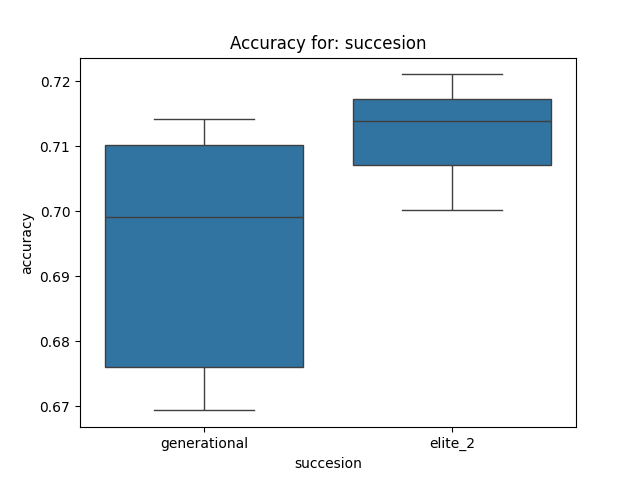 Accuracy for: succesion
accuracy
0.72
0.71
0.70
0.69
0.68
0.67
generational
elite_2
succesion